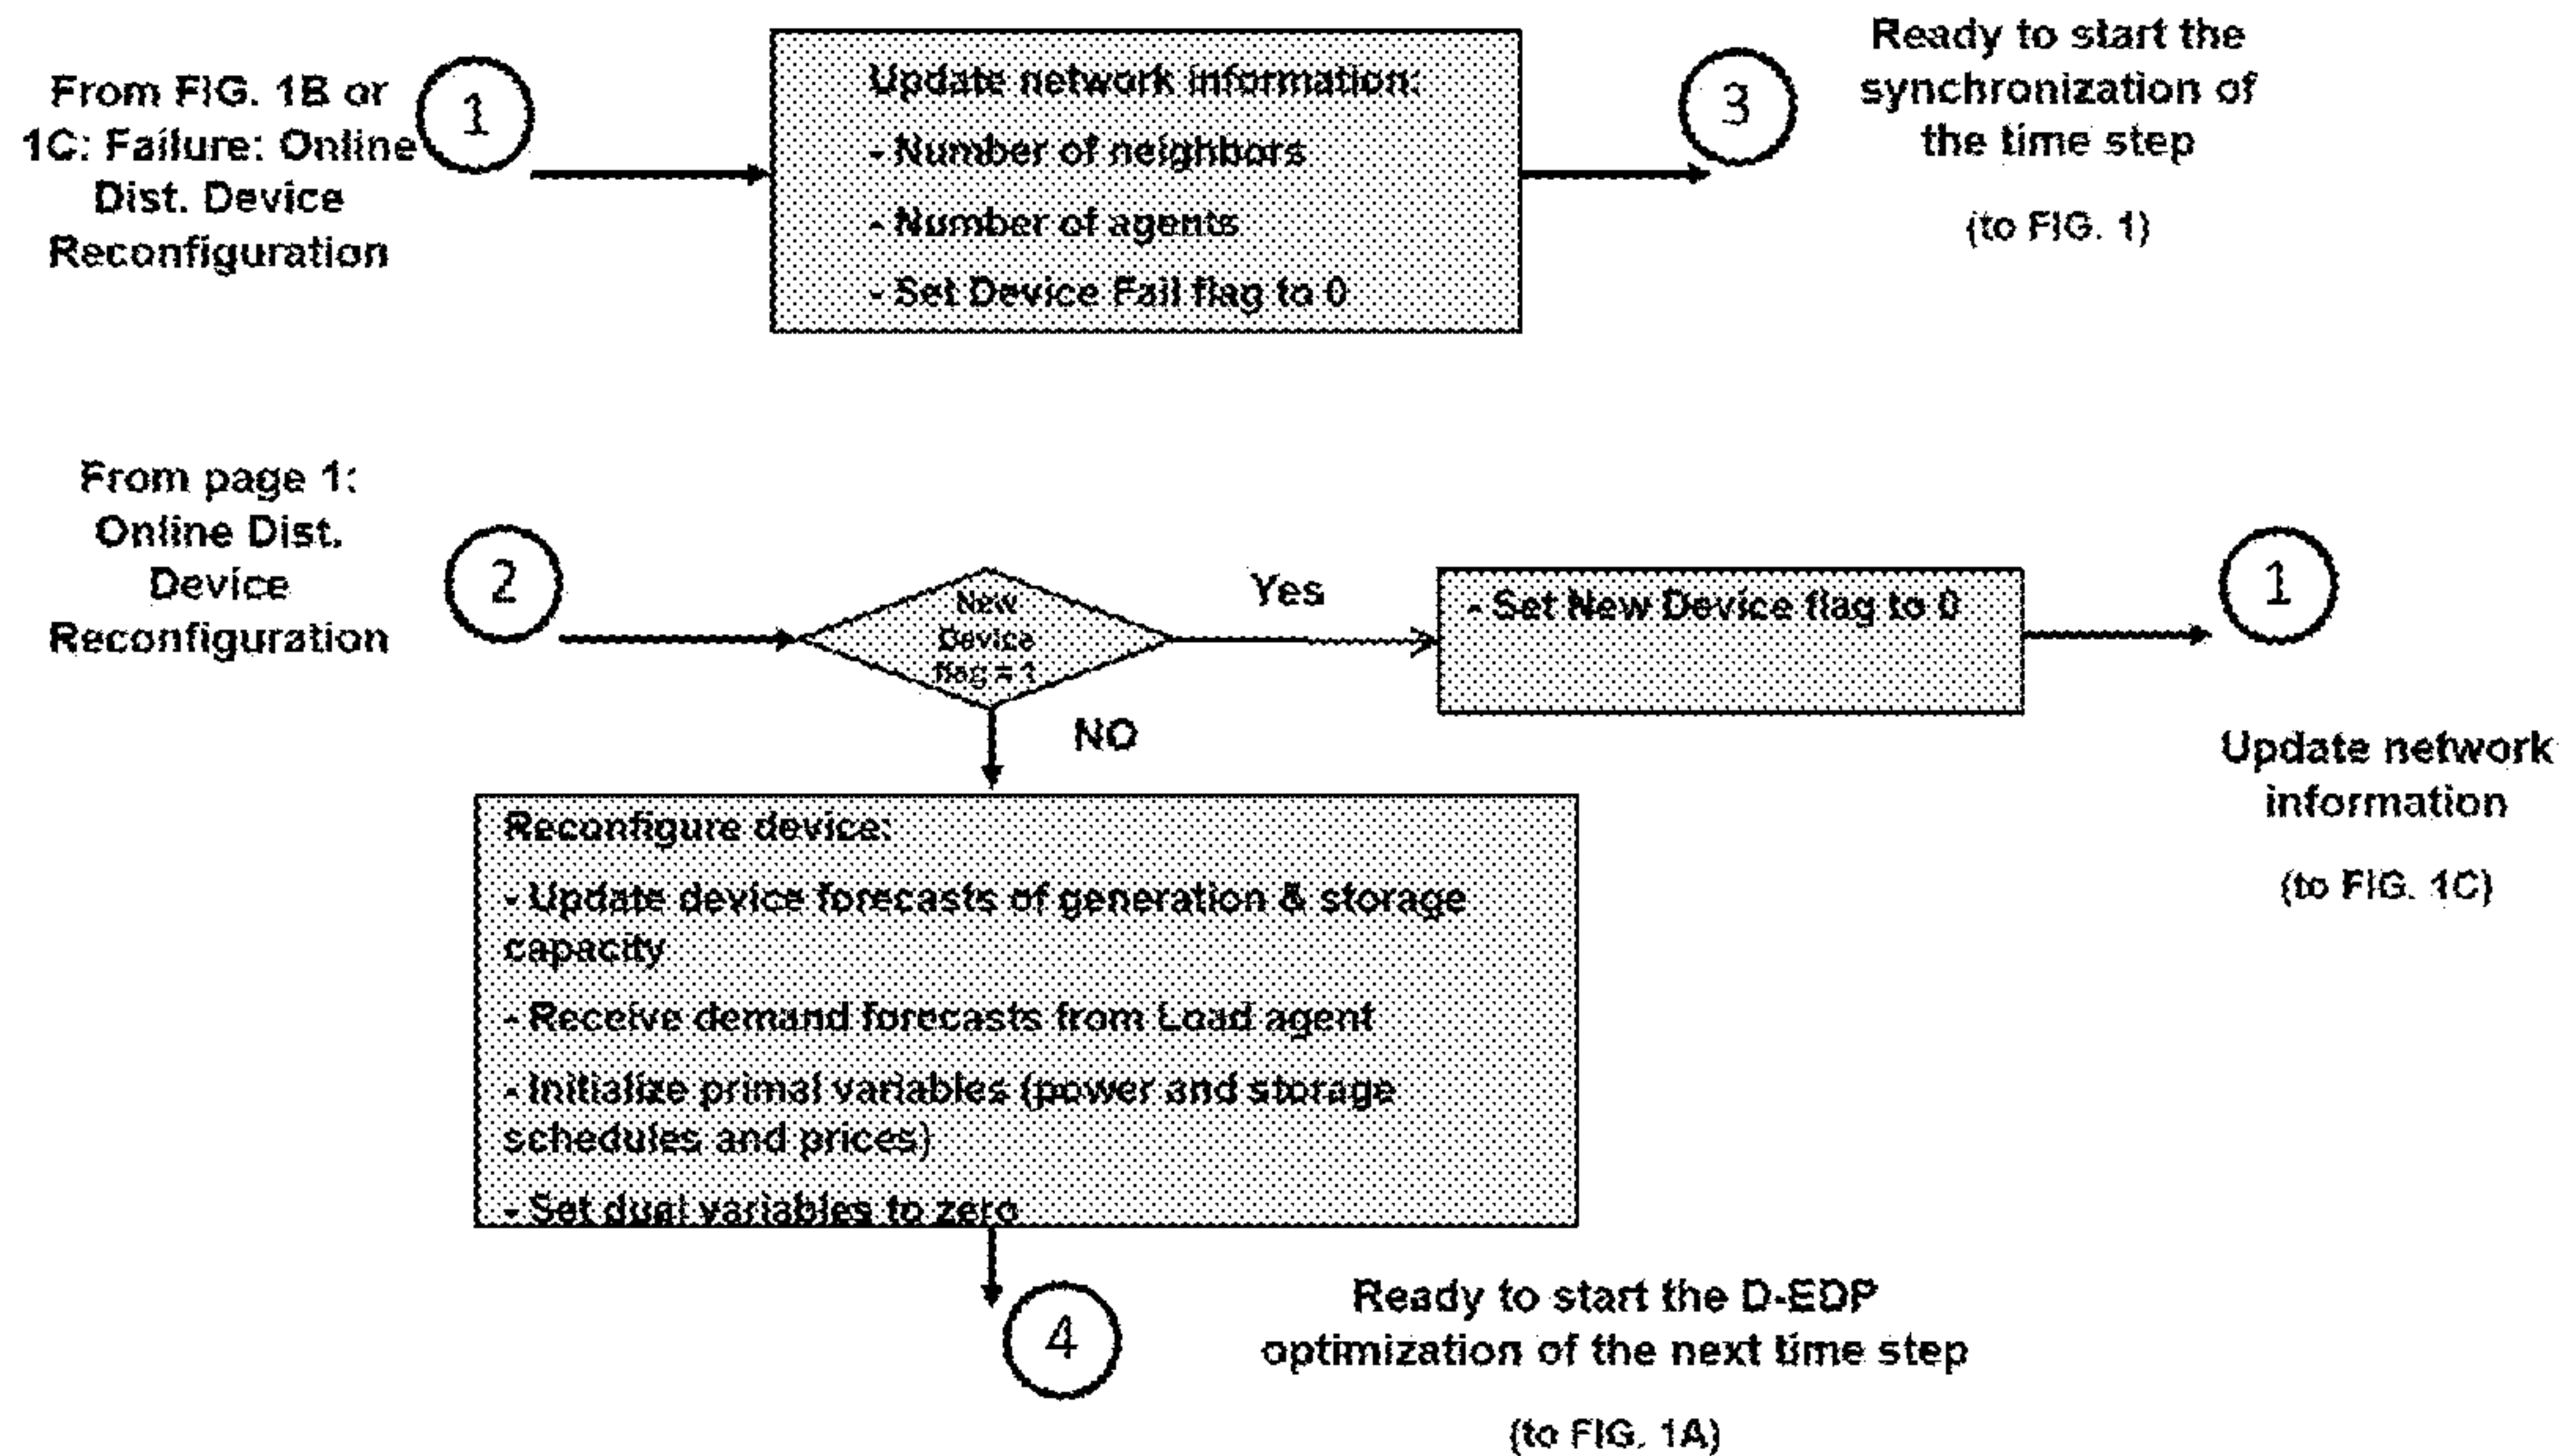 From FIG. 1B or
1C: Failure: Online
Dist. Device
Reconfiguration
1
Update network information:
- Number of neighbors
- Number of agents
- Set Device Fail flag to 0
3
Ready to start the
synchronization of
the time step
(to FIG. 1)
From page 1:
Online Dist.
Device
Reconfiguration
2
New
Device
flag = 1
Yes
- Set New Device flag to 0
1
Update network
information
(to FIG. 1C)
NO
Reconfigure device:
- Update device forecasts of generation & storage
capacity
- Receive demand forecasts from Load agent
- Initialize primal variables (power and storage
schedules and prices)
- Set dual variables to zero
4
Ready to start the D-EDP
optimization of the next time step
(to FIG. 1A)